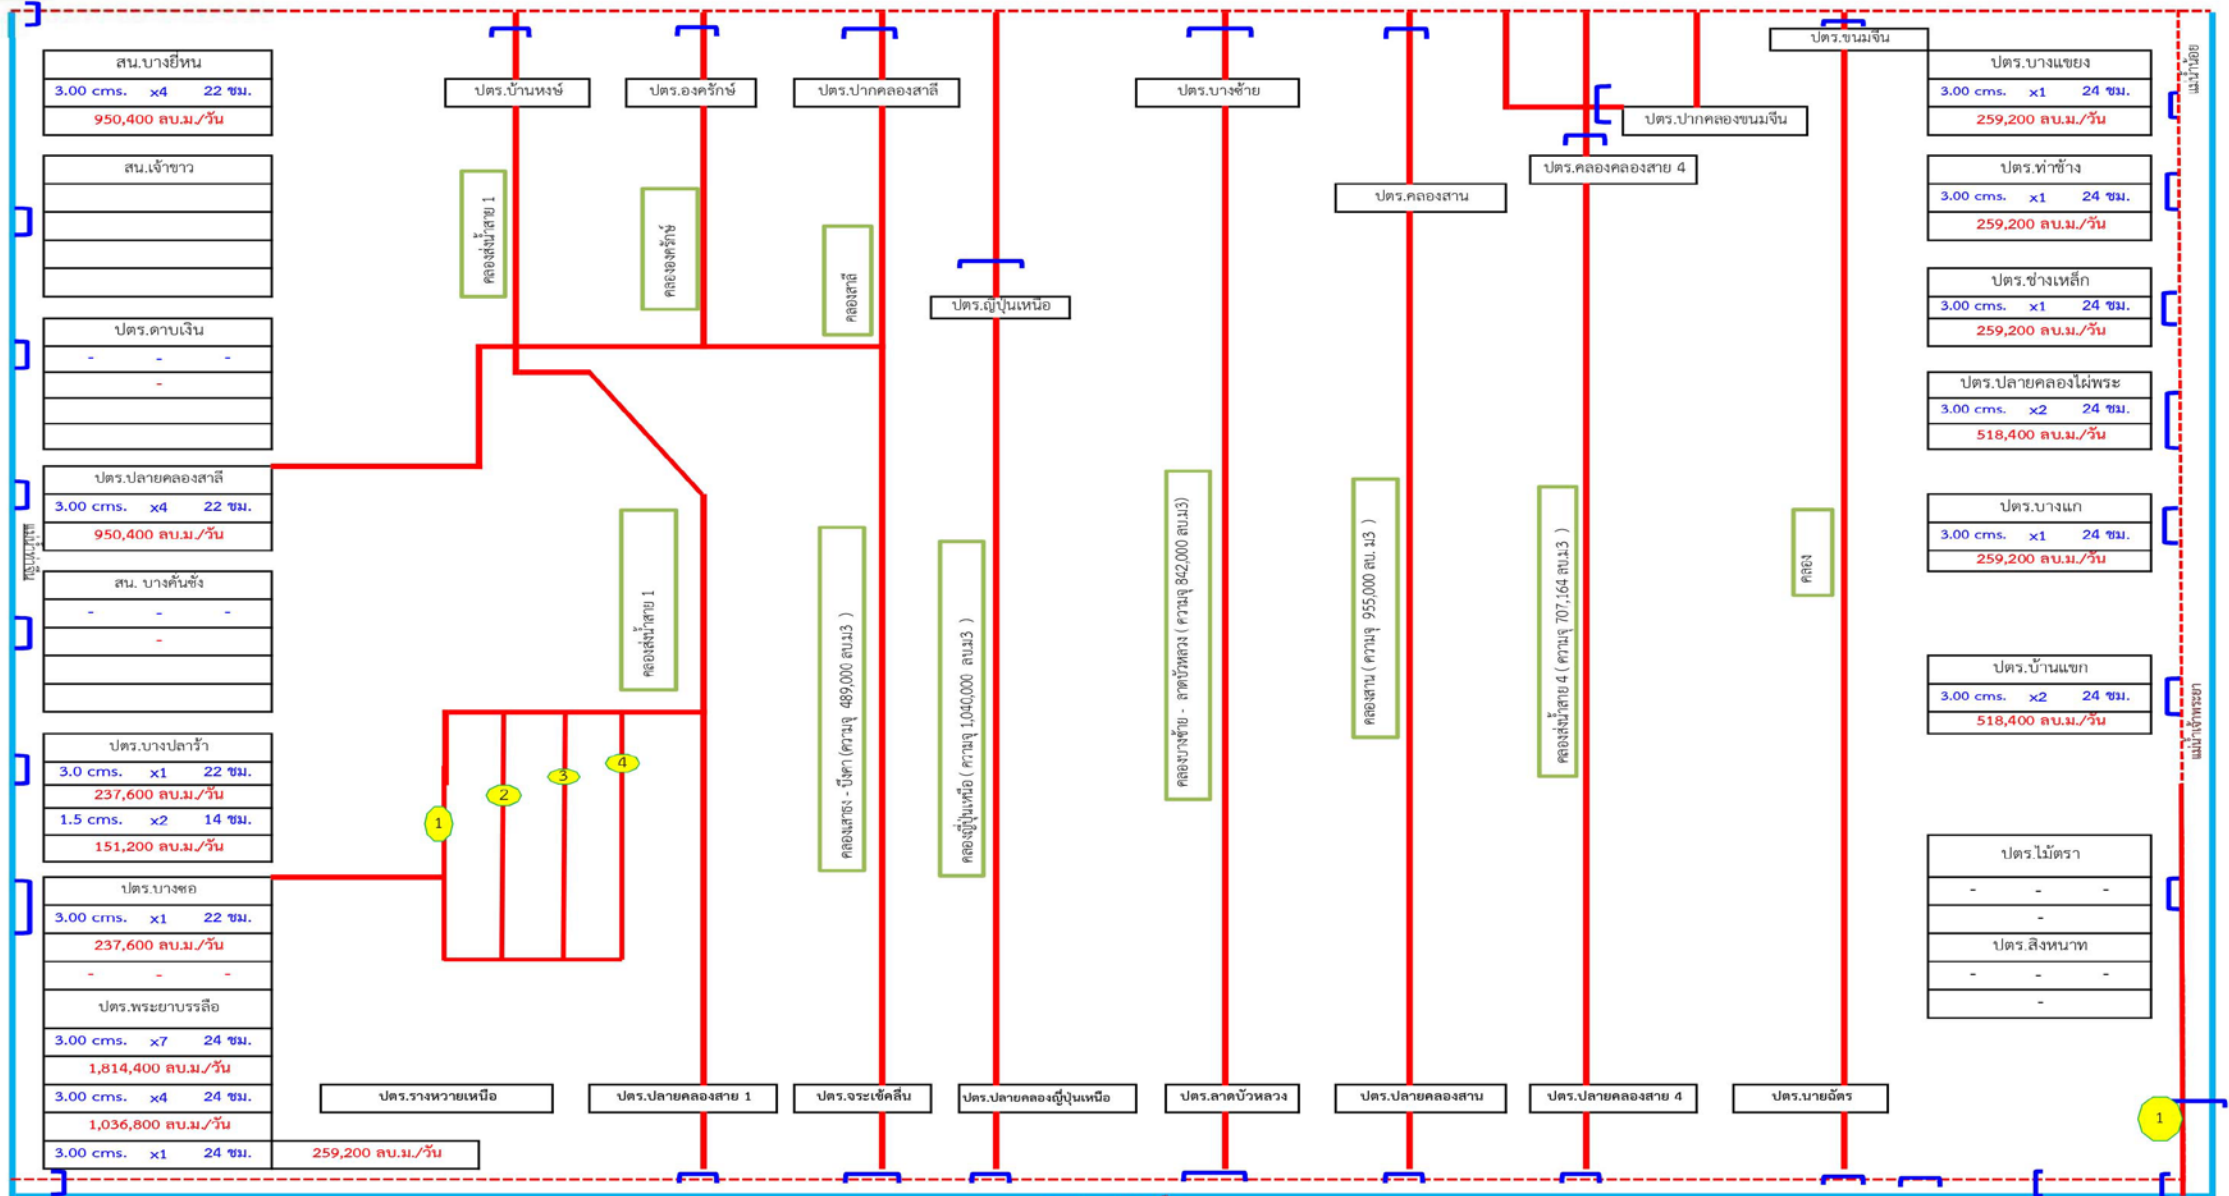 สน.บางยี่หน
3.00 cms. x4 22 ชม.
950,400 ลบ.ม./วัน
สน.เจ้าขาว
ปตร.ดาบเงิน
- - -
-
ปตร.ปลายคลองสาลี
3.00 cms. x4 22 ชม.
950,400 ลบ.ม./วัน
สน. บางคั่นชั่ง
- - -
-
ปตร.บางปลาร้า
3.0 cms. x1 22 ชม.
237,600 ลบ.ม./วัน
1.5 cms. x2 14 ชม.
151,200 ลบ.ม./วัน
ปตร.บางซอ
3.00 cms. x1 22 ชม.
237,600 ลบ.ม./วัน
- - -
ปตร.พระยาบรรลือ
3.00 cms. x7 24 ชม.
1,814,400 ลบ.ม./วัน
3.00 cms. x4 24 ชม.
1,036,800 ลบ.ม./วัน
3.00 cms. x1 24 ชม. 259,200 ลบ.ม./วัน
ปตร.บ้านหงษ์
ปตร.องครักษ์
ปตร.ปากคลองสาลี
ปตร.ญี่ปุ่นเหนือ
ปตร.บางซ้าย
ปตร.คลองสาน
ปตร.คลองคลองสาย 4
ปตร.ปากคลองขนมจีน
ปตร.ขนมจีน
คลองส่งน้ำสาย 1
คลององครักษ์
คลองสาลี
คลองส่งน้ำสาย 1
คลองเสาธง - บึงคา (ความจุ 489,000 ลบ.ม3 )
คลองญี่ปุ่นเหนือ ( ความจุ 1,040,000 ลบ.ม3 )
คลองบางซ้าย - ลาดบัวหลวง ( ความจุ 842,000 ลบ.ม3)
คลองสาน ( ความจุ 955,000 ลบ. ม3 )
คลองส่งน้ำสาย 4 ( ความจุ 707,164 ลบ.ม3 )
คลอง
1
2
3
4
ปตร.รางหวายเหนือ
ปตร.ปลายคลองสาย 1
ปตร.จระเข้คลื่น
ปตร.ปลายคลองญี่ปุ่นเหนือ
ปตร.ลาดบัวหลวง
ปตร.ปลายคลองสาน
ปตร.ปลายคลองสาย 4
ปตร.นายฉัตร
ปตร.บางแขยง
3.00 cms. x1 24 ชม.
259,200 ลบ.ม./วัน
ปตร.ท่าช้าง
3.00 cms. x1 24 ชม.
259,200 ลบ.ม./วัน
ปตร.ช่างเหล็ก
3.00 cms. x1 24 ชม.
259,200 ลบ.ม./วัน
ปตร.ปลายคลองไผ่พระ
3.00 cms. x2 24 ชม.
518,400 ลบ.ม./วัน
ปตร.บางแก
3.00 cms. x1 24 ชม.
259,200 ลบ.ม./วัน
ปตร.บ้านแขก
3.00 cms. x2 24 ชม.
518,400 ลบ.ม./วัน
ปตร.ไม้ตรา
- - -
-
ปตร.สิงหนาท
- - -
-
แม่น้ำน้อย
แม่น้ำเจ้าพระยา
1